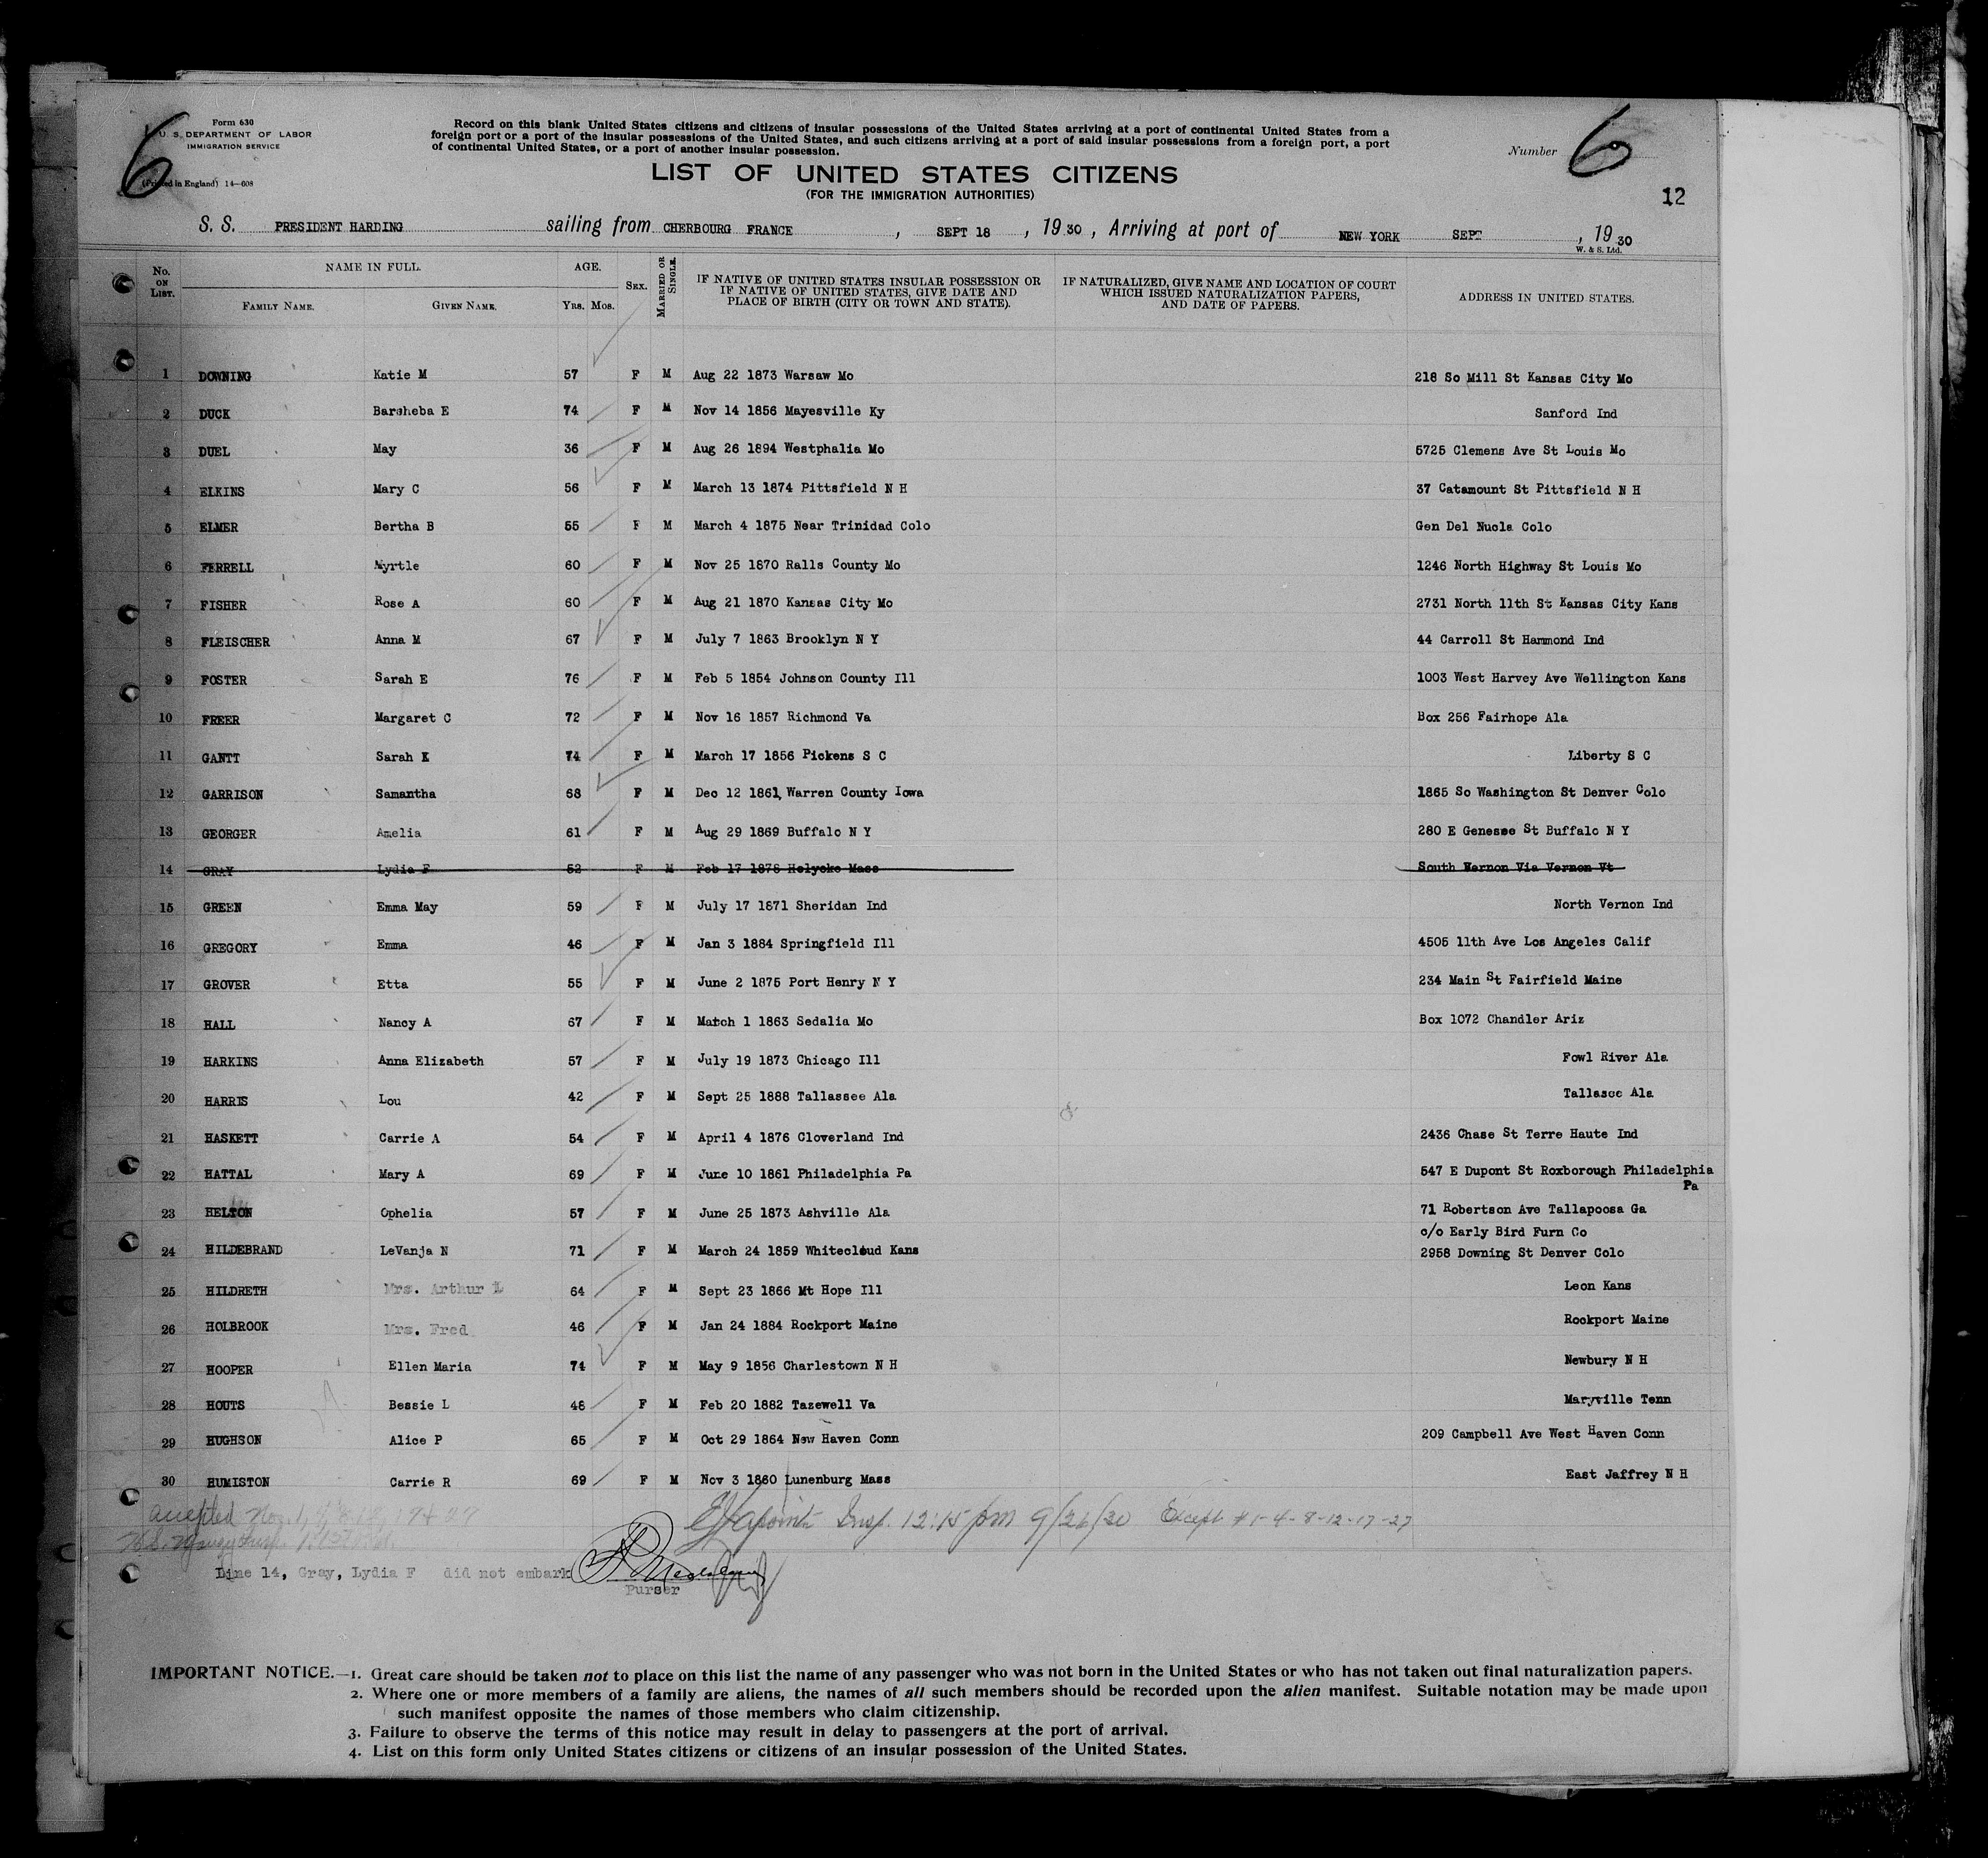 6
Form 630
U. S. DEPARTMENT OF LABOR
IMMIGRATION SERVICE
(Printed in England) 14—608
Record on this blank United States citizens and citizens of insular possessions of the United States arriving at a port of continental United States from a
foreign port or a port of the insular possessions of the United States, and such citizens arriving at a port of said insular possessions from a foreign port, a port
of continental United States, or a port of another insular possession.
Number 6
LIST OF UNITED STATES CITIZENS
(FOR THE IMMIGRATION AUTHORITIES)
12
S. S. PRESIDENT HARDING sailing from CHERBOURG FRANCE , SEPT 18 , 19 30 , Arriving at port of NEW YORK SEPT , 19 30
W. & S. Ltd.
No. ON LIST. NAME IN FULL. AGE. SEX. MARRIED OR SINGLE. IF NATIVE OF UNITED STATES INSULAR POSSESSION OR IF NATIVE OF UNITED STATES, GIVE DATE AND PLACE OF BIRTH (CITY OR TOWN AND STATE). IF NATURALIZED, GIVE NAME AND LOCATION OF COURT WHICH ISSUED NATURALIZATION PAPERS, AND DATE OF PAPERS. ADDRESS IN UNITED STATES.
FAMILY NAME. GIVEN NAME. YRS. MOS.
1 DOWNING Katie M 57 F M Aug 22 1873 Warsaw Mo 218 So Mill St Kansas City Mo
2 DUCK Barsheba E 74 F M Nov 14 1856 Mayesville Ky Sanford Ind
3 DUEL May 36 F M Aug 26 1894 Westphalia Mo 5725 Clemens Ave St Louis Mo
4 ELKINS Mary C 56 F M March 13 1874 Pittsfield N H 37 Catamount St Pittsfield N H
5 ELMER Bertha B 55 F M March 4 1875 Near Trinidad Colo Gen Del Nucla Colo
6 FERRELL Myrtle 60 F M Nov 25 1870 Ralls County Mo 1246 North Highway St Louis Mo
7 FISHER Rose A 60 F M Aug 21 1870 Kansas City Mo 2731 North 11th St Kansas City Kans
8 FLEISCHER Anna M 67 F M July 7 1863 Brooklyn N Y 44 Carroll St Hammond Ind
9 FOSTER Sarah E 76 F M Feb 5 1854 Johnson County Ill 1003 West Harvey Ave Wellington Kans
10 FREER Margaret C 72 F M Nov 16 1857 Richmond Va Box 256 Fairhope Ala
11 GANTT Sarah K 74 F M March 17 1856 Pickens S C Liberty S C
12 GARRISON Samantha 68 F M Dec 12 1861 Warren County Iowa 1865 So Washington St Denver Colo
13 GEORGER Amelia 61 F M Aug 29 1869 Buffalo N Y 280 E Genesee St Buffalo N Y
14 GRAY Lydia F 52 F M Feb 17 1878 Holyoke Mass South Vernon Via Vernon Vt
15 GREEN Emma May 59 F M July 17 1871 Sheridan Ind North Vernon Ind
16 GREGORY Emma 46 F M Jan 3 1884 Springfield Ill 4505 11th Ave Los Angeles Calif
17 GROVER Etta 55 F M June 2 1875 Port Henry N Y 234 Main St Fairfield Maine
18 HALL Nancy A 67 F M March 1 1863 Sedalia Mo Box 1072 Chandler Ariz
19 HARKINS Anna Elizabeth 57 F M July 19 1873 Chicago Ill Fowl River Ala
20 HARRIS Lou 42 F M Sept 25 1888 Tallassee Ala Tallasee Ala
21 HASKETT Carrie A 54 F M April 4 1876 Cloverland Ind 2436 Chase St Terre Haute Ind
22 HATTAL Mary A 69 F M June 10 1861 Philadelphia Pa 547 E Dupont St Roxborough Philadelphia
Pa
23 HELTON Ophelia 57 F M June 25 1873 Ashville Ala 71 Robertson Ave Tallapoosa Ga
c/o Early Bird Furn Co
24 HILDEBRAND LeVanja N 71 F M March 24 1859 Whitecloud Kans 2958 Downing St Denver Colo
25 HILDRETH Mrs. Arthur L 64 F M Sept 23 1866 Mt Hope Ill Leon Kans
26 HOLBROOK Mrs. Fred 46 F M Jan 24 1884 Rockport Maine Rockport Maine
27 HOOPER Ellen Maria 74 F M May 9 1856 Charlestown N H Newbury N H
28 HOUTS Bessie L 48 F M Feb 20 1882 Tazewell Va Maryville Tenn
29 HUGHSON Alice P 65 F M Oct 29 1864 New Haven Conn 209 Campbell Ave West Haven Conn
30 HUMISTON Carrie R 69 F M Nov 3 1860 Lunenburg Mass East Jaffrey N H
Accepted Nos. 1, 4, 8, 12, 17 + 27
Insp. 12:15 pm 9/26/30 Except # 1-4-8-12-17-27
Line 14, Gray, Lydia F did not embark
Purser
IMPORTANT NOTICE.—1. Great care should be taken not to place on this list the name of any passenger who was not born in the United States or who has not taken out final naturalization papers.
2. Where one or more members of a family are aliens, the names of all such members should be recorded upon the alien manifest. Suitable notation may be made upon
such manifest opposite the names of those members who claim citizenship.
3. Failure to observe the terms of this notice may result in delay to passengers at the port of arrival.
4. List on this form only United States citizens or citizens of an insular possession of the United States.